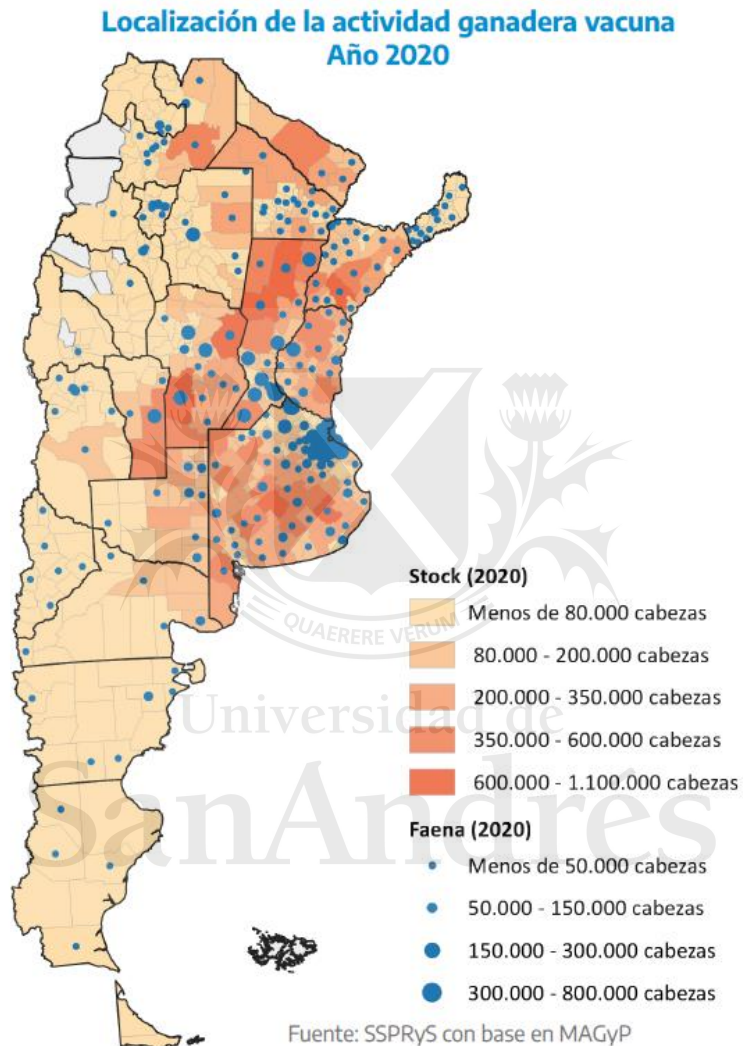 Localización de la actividad ganadera vacuna
Año 2020
Stock (2020)
Menos de 80.000 cabezas
80.000 - 200.000 cabezas
200.000 - 350.000 cabezas
350.000 - 600.000 cabezas
600.000 - 1.100.000 cabezas
Faena (2020)
Menos de 50.000 cabezas
50.000 - 150.000 cabezas
150.000 - 300.000 cabezas
300.000 - 800.000 cabezas
QUAERERE VERUM
Universidad de
SanAndrés
Fuente: SSPRyS con base en MAGyP